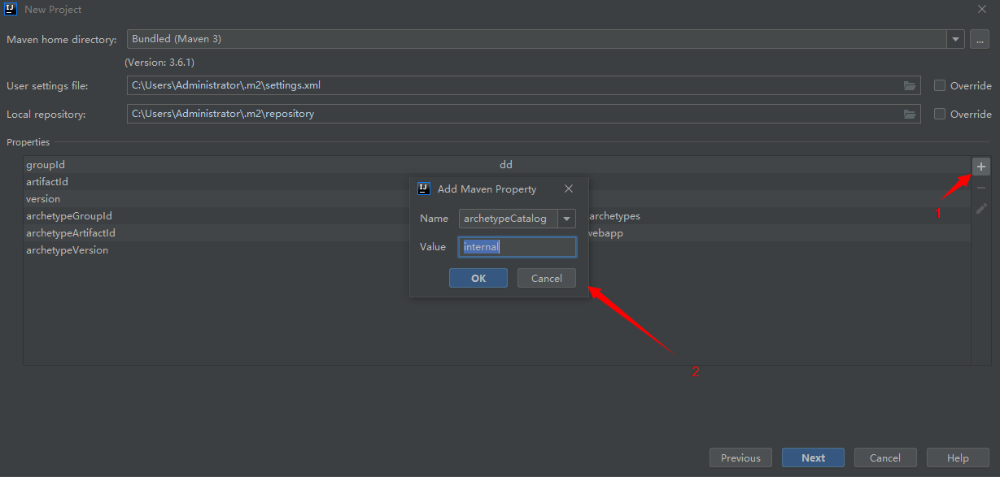 New Project
Maven home directory: Bundled (Maven 3) ...
(Version: 3.6.1)
User settings file: C:\Users\Administrator\.m2\settings.xml Override
Local repository: C:\Users\Administrator\.m2\repository Override
Properties
groupId dd
artifactId
version
archetypeGroupId archetypes
archetypeArtifactId webapp
archetypeVersion
Add Maven Property
Name archetypeCatalog
Value internal
OK Cancel
1
2
Previous Next Cancel Help